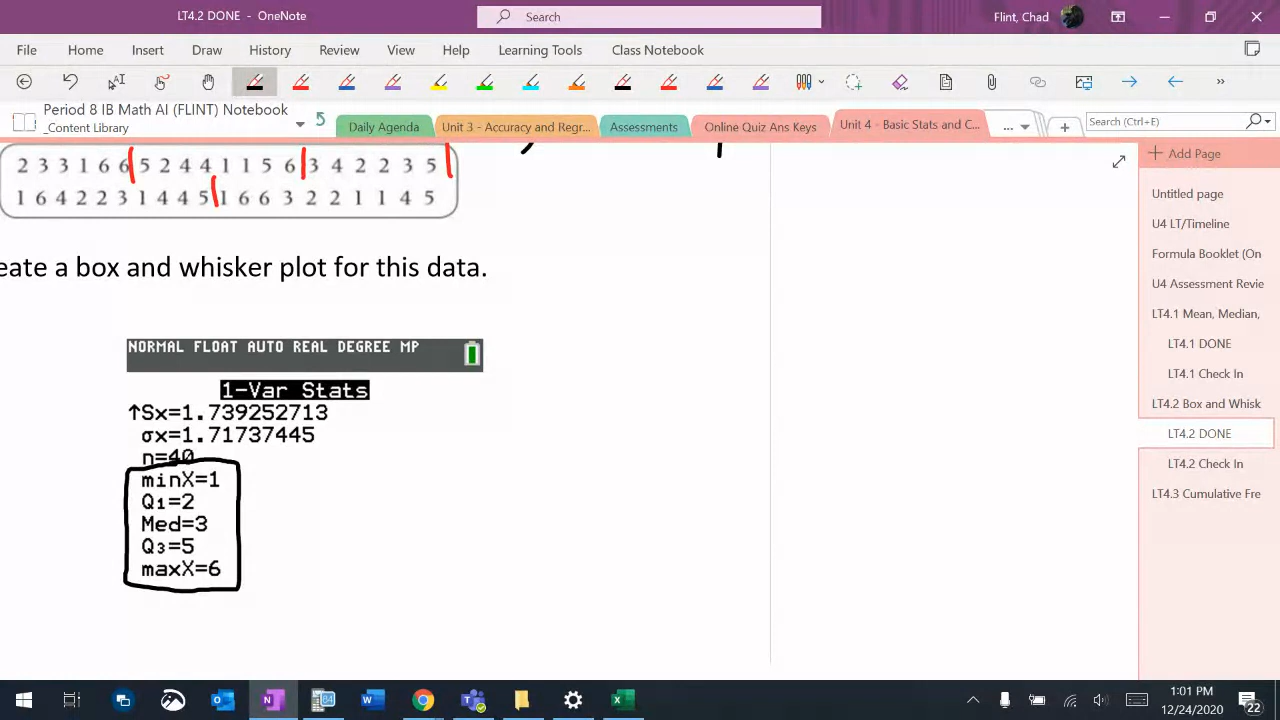 LT4.2 DONE - OneNote
Search
Flint, Chad
File Home Insert Draw History Review View Help Learning Tools Class Notebook
Period 8 IB Math AI (FLINT) Notebook
_Content Library
Daily Agenda
Unit 3 - Accuracy and Regr...
Assessments
Online Quiz Ans Keys
Unit 4 - Basic Stats and C...
...
Search (Ctrl+E)
Add Page
Untitled page
U4 LT/Timeline
Formula Booklet (On
U4 Assessment Revie
LT4.1 Mean, Median,
LT4.1 DONE
LT4.1 Check In
LT4.2 Box and Whisk
LT4.2 DONE
LT4.2 Check In
LT4.3 Cumulative Fre
2 3 3 1 6 6 5 2 4 4 1 1 5 6 3 4 2 2 3 5
1 6 4 2 2 3 1 4 4 5 1 6 6 3 2 2 1 1 4 5
eate a box and whisker plot for this data.
NORMAL FLOAT AUTO REAL DEGREE MP
1-Var Stats
↑Sx=1.739252713
σx=1.71737445
n=40
minX=1
Q₁=2
Med=3
Q₃=5
maxX=6
1:01 PM
12/24/2020
22